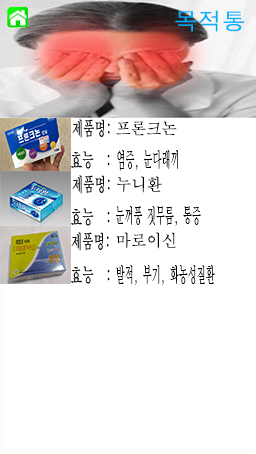 목적통
제품명: 프론크논
프론크논
효능 : 염증, 눈다래끼
제품명: 누니환
효능 : 눈꺼풀 짓무름, 통증
제품명: 마로이신
효능 : 발적, 부기, 화농성질환